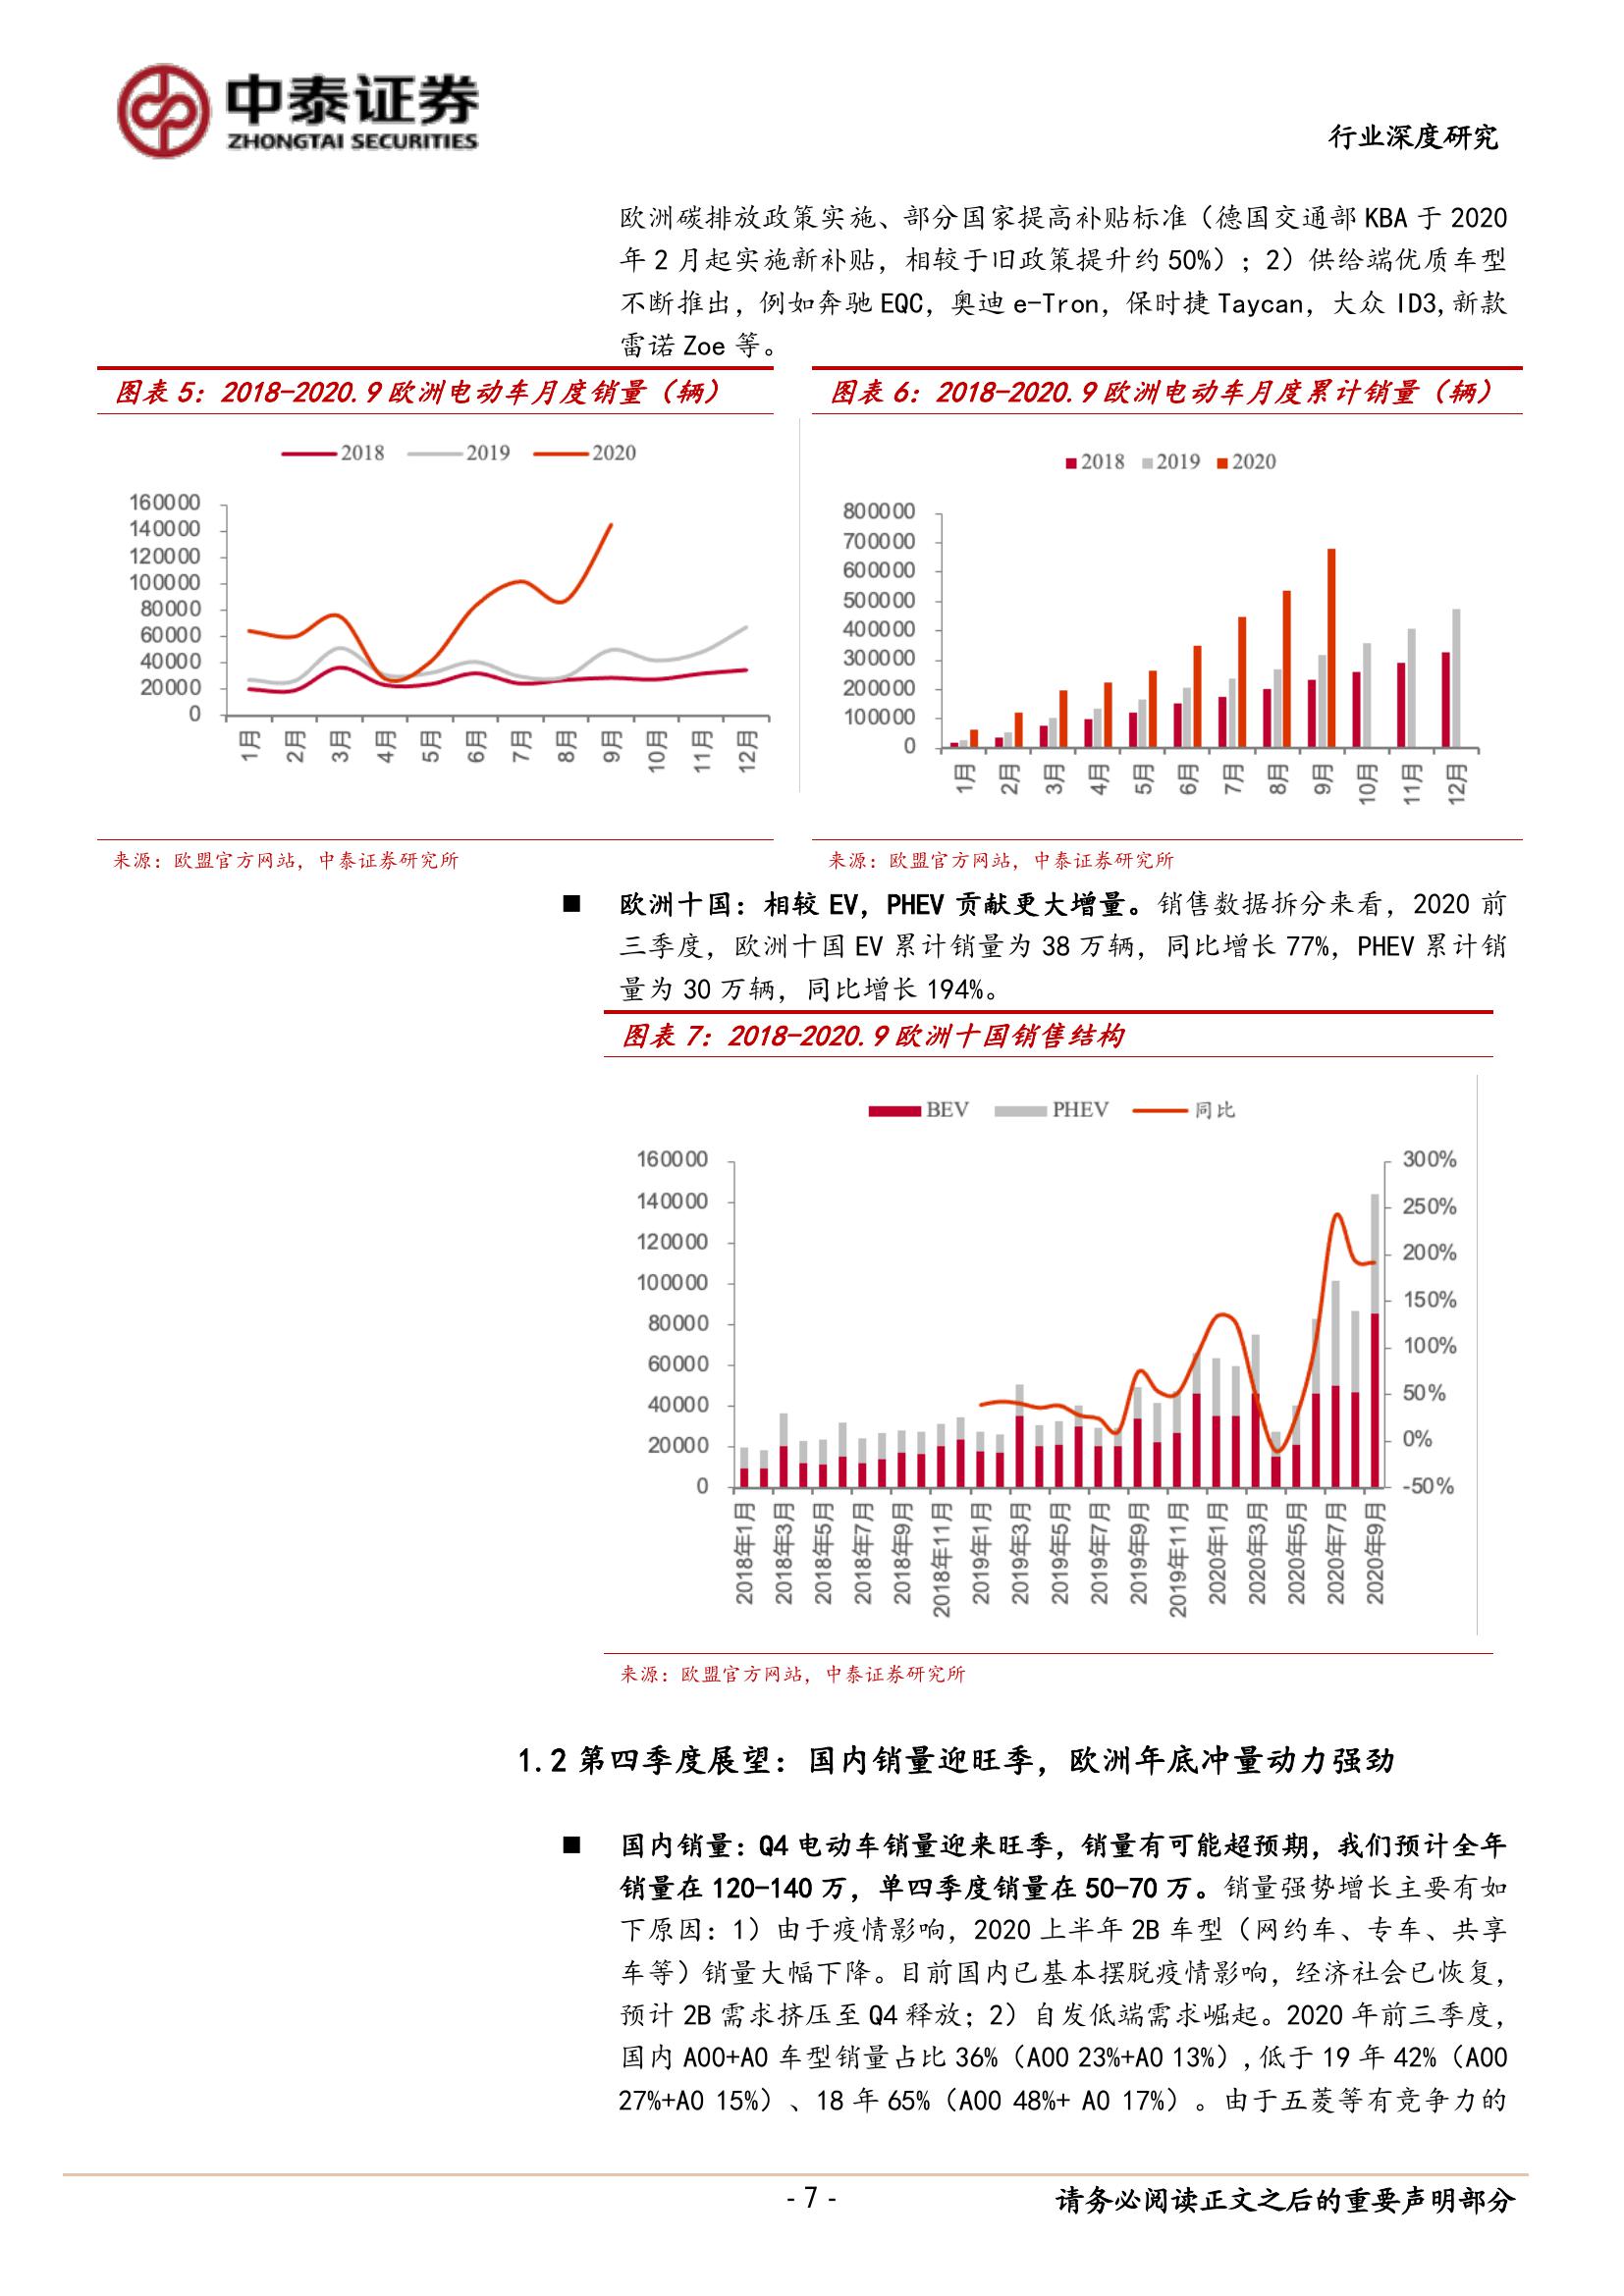 中泰证券
ZHONGTAI SECURITIES
行业深度研究
欧洲碳排放政策实施、部分国家提高补贴标准（德国交通部 KBA 于 2020
年 2 月起实施新补贴，相较于旧政策提升约 50%）；2）供给端优质车型
不断推出，例如奔驰 EQC，奥迪 e-Tron，保时捷 Taycan，大众 ID3,新款
雷诺 Zoe 等。
图表 5：2018-2020.9 欧洲电动车月度销量（辆）
2018 2019 2020
160000
140000
120000
100000
80000
60000
40000
20000
0
1月 2月 3月 4月 5月 6月 7月 8月 9月 10月 11月 12月
来源：欧盟官方网站，中泰证券研究所
图表 6：2018-2020.9 欧洲电动车月度累计销量（辆）
2018 2019 2020
800000
700000
600000
500000
400000
300000
200000
100000
0
1月 2月 3月 4月 5月 6月 7月 8月 9月 10月 11月 12月
来源：欧盟官方网站，中泰证券研究所
■ 欧洲十国：相较 EV，PHEV 贡献更大增量。销售数据拆分来看，2020 前
三季度，欧洲十国 EV 累计销量为 38 万辆，同比增长 77%，PHEV 累计销
量为 30 万辆，同比增长 194%。
图表 7：2018-2020.9 欧洲十国销售结构
BEV PHEV 同比
160000
140000
120000
100000
80000
60000
40000
20000
0
300%
250%
200%
150%
100%
50%
0%
-50%
2018年1月 2018年3月 2018年5月 2018年7月 2018年9月 2018年11月 2019年1月 2019年3月 2019年5月 2019年7月 2019年9月 2019年11月 2020年1月 2020年3月 2020年5月 2020年7月 2020年9月
来源：欧盟官方网站，中泰证券研究所
1.2 第四季度展望：国内销量迎旺季，欧洲年底冲量动力强劲
■ 国内销量：Q4 电动车销量迎来旺季，销量有可能超预期，我们预计全年
销量在 120-140 万，单四季度销量在 50-70 万。销量强势增长主要有如
下原因：1）由于疫情影响，2020 上半年 2B 车型（网约车、专车、共享
车等）销量大幅下降。目前国内已基本摆脱疫情影响，经济社会已恢复，
预计 2B 需求挤压至 Q4 释放；2）自发低端需求崛起。2020 年前三季度，
国内 A00+A0 车型销量占比 36%（A00 23%+A0 13%）,低于 19 年 42%（A00
27%+A0 15%）、18 年 65%（A00 48%+ A0 17%）。由于五菱等有竞争力的
- 7 -
请务必阅读正文之后的重要声明部分